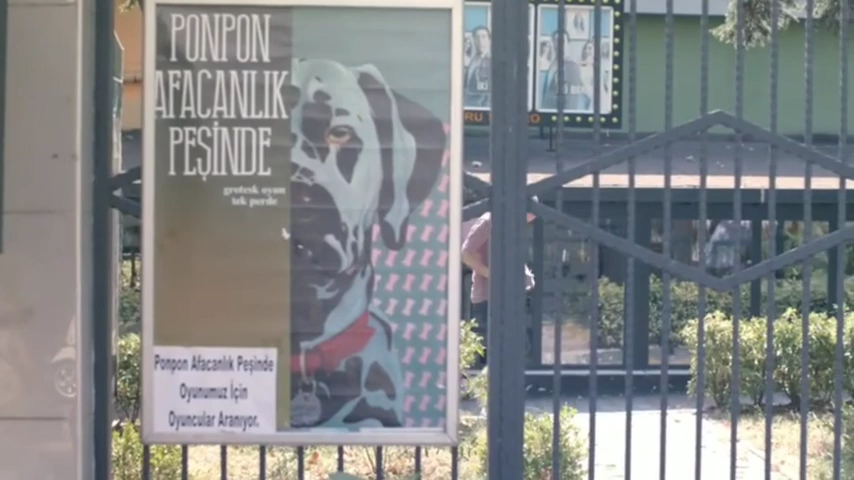 PONPON
AFACANLIK
PEŞİNDE
grotesk oyun
tek perde
Ponpon Afacanlık Peşinde
Oyunumuz İçin
Oyuncular Aranıyor.